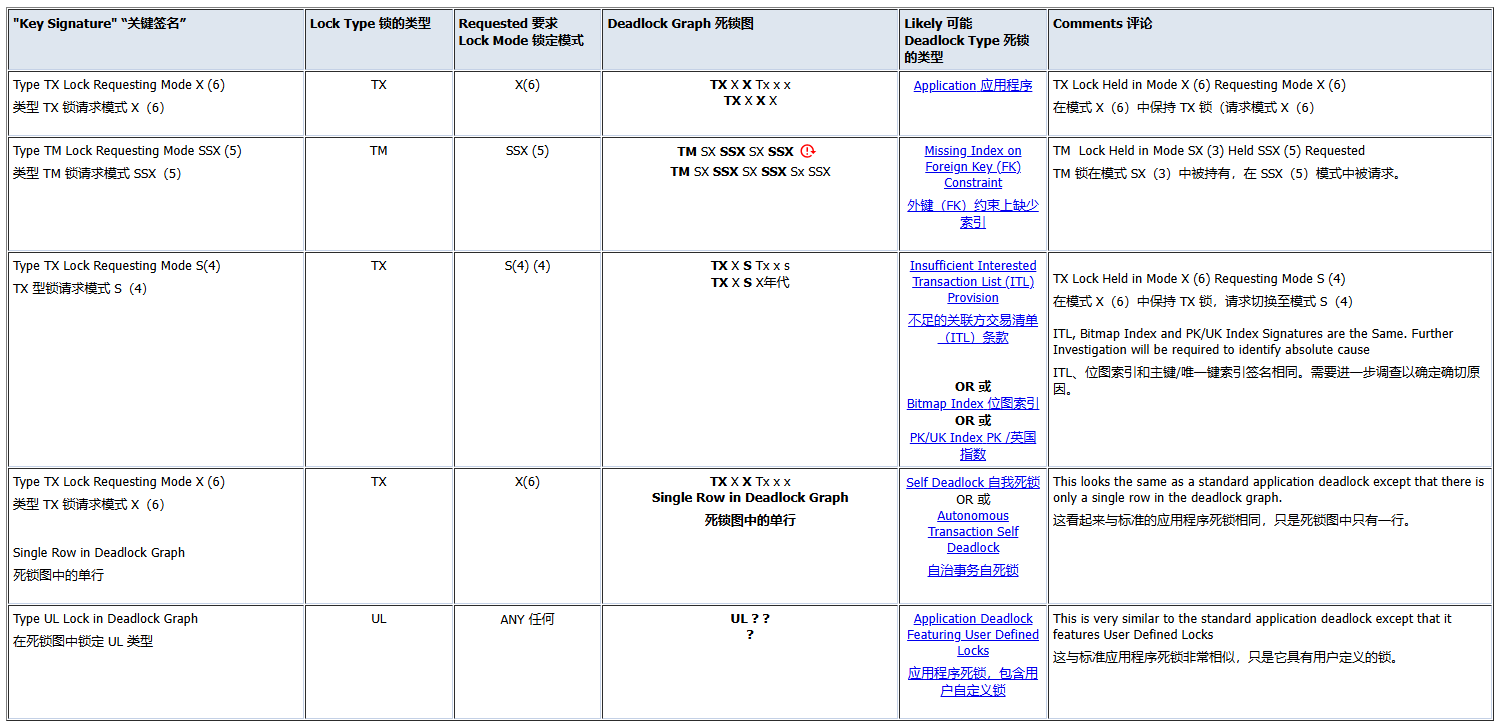 "Key Signature" “关键签名”
Lock Type 锁的类型
Requested 要求
Lock Mode 锁定模式
Deadlock Graph 死锁图
Likely 可能
Deadlock Type 死锁
的类型
Comments 评论
Type TX Lock Requesting Mode X (6)
类型 TX 锁请求模式 X（6)
TX
X(6)
TX X X Tx x x
TX X X X
Application 应用程序
TX Lock Held in Mode X (6) Requesting Mode X (6)
在模式 X（6）中保持 TX 锁（请求模式 X（6)
Type TM Lock Requesting Mode SSX (5)
类型 TM 锁请求模式 SSX（5)
TM
SSX (5)
TM SX SSX SX SSX
TM SX SSX SX SSX Sx SSX
Missing Index on
Foreign Key (FK)
Constraint
外键（FK）约束上缺少
索引
TM  Lock Held in Mode SX (3) Held SSX (5) Requested
TM 锁在模式 SX（3）中被持有，在 SSX（5）模式中被请求。
Type TX Lock Requesting Mode S(4)
TX 型锁请求模式 S（4)
TX
S(4) (4)
TX X S Tx x s
TX X S X年代
Insufficient Interested
Transaction List (ITL)
Provision
不足的关联方交易清单
（ITL）条款
OR 或
Bitmap Index 位图索引
OR 或
PK/UK Index PK /英国
指数
TX Lock Held in Mode X (6) Requesting Mode S (4)
在模式 X（6）中保持 TX 锁，请求切换至模式 S（4)
ITL, Bitmap Index and PK/UK Index Signatures are the Same. Further
Investigation will be required to identify absolute cause
ITL、位图索引和主键/唯一键索引签名相同。需要进一步调查以确定确切原
因。
Type TX Lock Requesting Mode X (6)
类型 TX 锁请求模式 X（6)
Single Row in Deadlock Graph
死锁图中的单行
TX
X(6)
TX X X Tx x x
Single Row in Deadlock Graph
死锁图中的单行
Self Deadlock 自我死锁
OR 或
Autonomous
Transaction Self
Deadlock
自治事务自死锁
This looks the same as a standard application deadlock except that there is
only a single row in the deadlock graph.
这看起来与标准的应用程序死锁相同，只是死锁图中只有一行。
Type UL Lock in Deadlock Graph
在死锁图中锁定 UL 类型
UL
ANY 任何
UL ? ?
?
Application Deadlock
Featuring User Defined
Locks
应用程序死锁，包含用
户自定义锁
This is very similar to the standard application deadlock except that it
features User Defined Locks
这与标准应用程序死锁非常相似，只是它具有用户定义的锁。